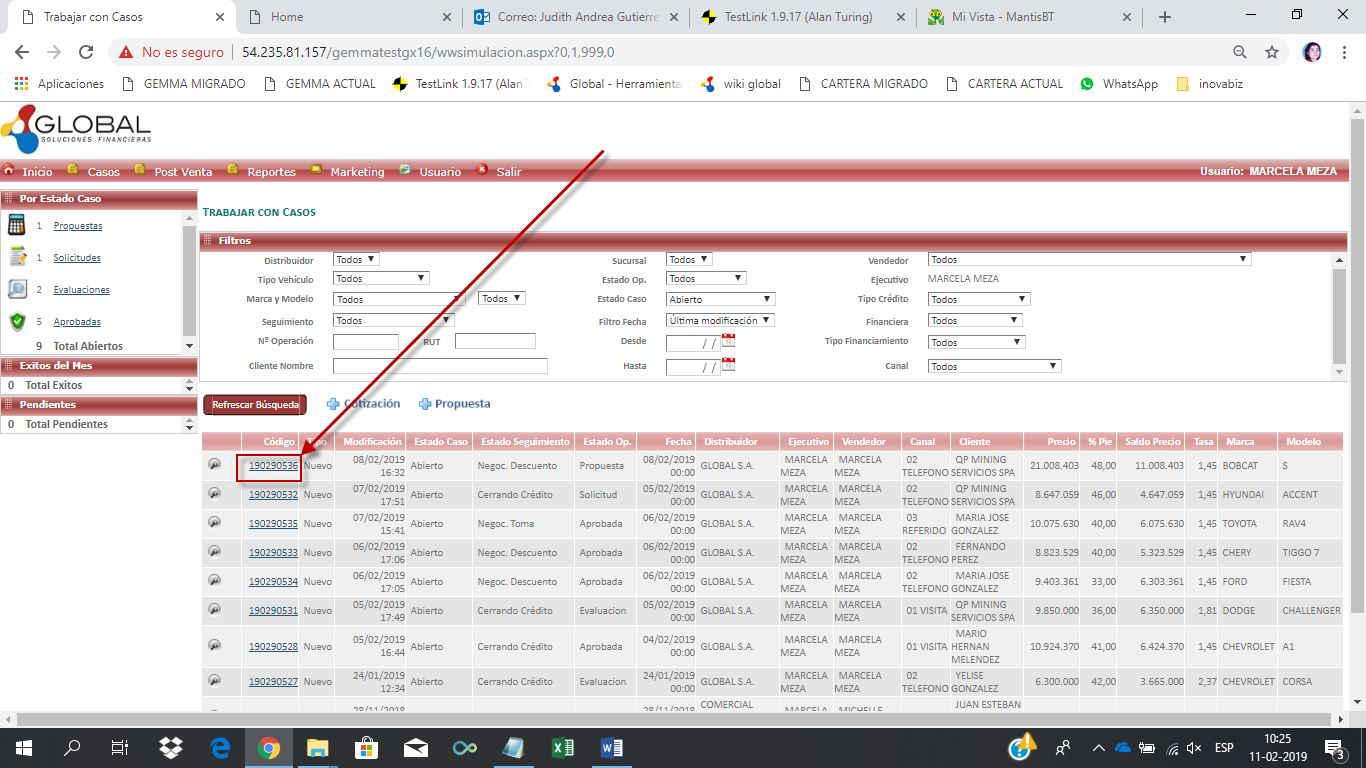 Trabajar con Casos
Home
Correo: Judith Andrea Gutierre
TestLink 1.9.17 (Alan Turing)
Mi Vista - MantisBT
No es seguro | 54.235.81.157/gemmatestgx16/wwsimulacion.aspx?0,1,999,0
Aplicaciones
GEMMA MIGRADO
GEMMA ACTUAL
TestLink 1.9.17 (Alan
Global - Herramienta
wiki global
CARTERA MIGRADO
CARTERA ACTUAL
WhatsApp
inovabiz
GLOBAL
SOLUCIONES FINANCIERAS
Inicio Casos Post Venta Reportes Marketing Usuario Salir Usuario: MARCELA MEZA
Por Estado Caso
1 Propuestas
1 Solicitudes
2 Evaluaciones
5 Aprobadas
9 Total Abiertos
Exitos del Mes
0 Total Exitos
Pendientes
0 Total Pendientes
TRABAJAR CON CASOS
Filtros
Distribuidor Todos Sucursal Todos Vendedor Todos
Tipo Vehículo Todos Estado Op. Todos Ejecutivo MARCELA MEZA
Marca y Modelo Todos Todos Estado Caso Abierto Tipo Crédito Todos
Seguimiento Todos Filtro Fecha Última modificación Financiera Todos
Nº Operación RUT Desde / / Tipo Financiamiento Todos
Cliente Nombre Hasta / / Canal Todos
Refrescar Búsqueda Cotización Propuesta
Código Tipo Modificación Estado Caso Estado Seguimiento Estado Op. Fecha Distribuidor Ejecutivo Vendedor Canal Cliente Precio % Pie Saldo Precio Tasa Marca Modelo
190290536 Nuevo 08/02/2019 16:32 Abierto Negoc. Descuento Propuesta 08/02/2019 00:00 GLOBAL S.A. MARCELA MEZA MARCELA MEZA 02 TELEFONO QP MINING SERVICIOS SPA 21.008.403 48,00 11.008.403 1,45 BOBCAT S
190290532 Nuevo 07/02/2019 17:51 Abierto Cerrando Crédito Solicitud 05/02/2019 00:00 GLOBAL S.A. MARCELA MEZA MARCELA MEZA 02 TELEFONO QP MINING SERVICIOS SPA 8.647.059 46,00 4.647.059 1,45 HYUNDAI ACCENT
190290535 Nuevo 07/02/2019 15:41 Abierto Negoc. Toma Aprobada 06/02/2019 00:00 GLOBAL S.A. MARCELA MEZA MARCELA MEZA 03 REFERIDO MARIA JOSE GONZALEZ 10.075.630 40,00 6.075.630 1,45 TOYOTA RAV4
190290533 Nuevo 06/02/2019 17:06 Abierto Negoc. Descuento Aprobada 06/02/2019 00:00 GLOBAL S.A. MARCELA MEZA MARCELA MEZA 02 TELEFONO FERNANDO PEREZ 8.823.529 40,00 5.323.529 1,45 CHERY TIGGO 7
190290534 Nuevo 06/02/2019 17:05 Abierto Negoc. Descuento Aprobada 06/02/2019 00:00 GLOBAL S.A. MARCELA MEZA MARCELA MEZA 02 TELEFONO MARIA JOSE GONZALEZ 9.403.361 33,00 6.303.361 1,45 FORD FIESTA
190290531 Nuevo 05/02/2019 17:49 Abierto Cerrando Crédito Evaluacion 05/02/2019 00:00 GLOBAL S.A. MARCELA MEZA MARCELA MEZA 01 VISITA QP MINING SERVICIOS SPA 9.850.000 36,00 6.350.000 1,81 DODGE CHALLENGER
190290528 Nuevo 05/02/2019 16:44 Abierto Cerrando Crédito Aprobada 04/02/2019 00:00 GLOBAL S.A. MARCELA MEZA MARCELA MEZA 01 VISITA MARIO HERNAN MELENDEZ 10.924.370 41,00 6.424.370 1,45 CHEVROLET A1
190290527 Nuevo 24/01/2019 12:34 Abierto Cerrando Crédito Evaluacion 24/01/2019 00:00 GLOBAL S.A. MARCELA MEZA MARCELA MEZA 02 TELEFONO YELISE GONZALEZ 6.300.000 42,00 3.665.000 2,37 CHEVROLET CORSA
28/11/2018 28/11/2018 COMERCIAL MARCELA MICHELLE 02 JUAN ESTEBAN
ESP 10:25
11-02-2019
3